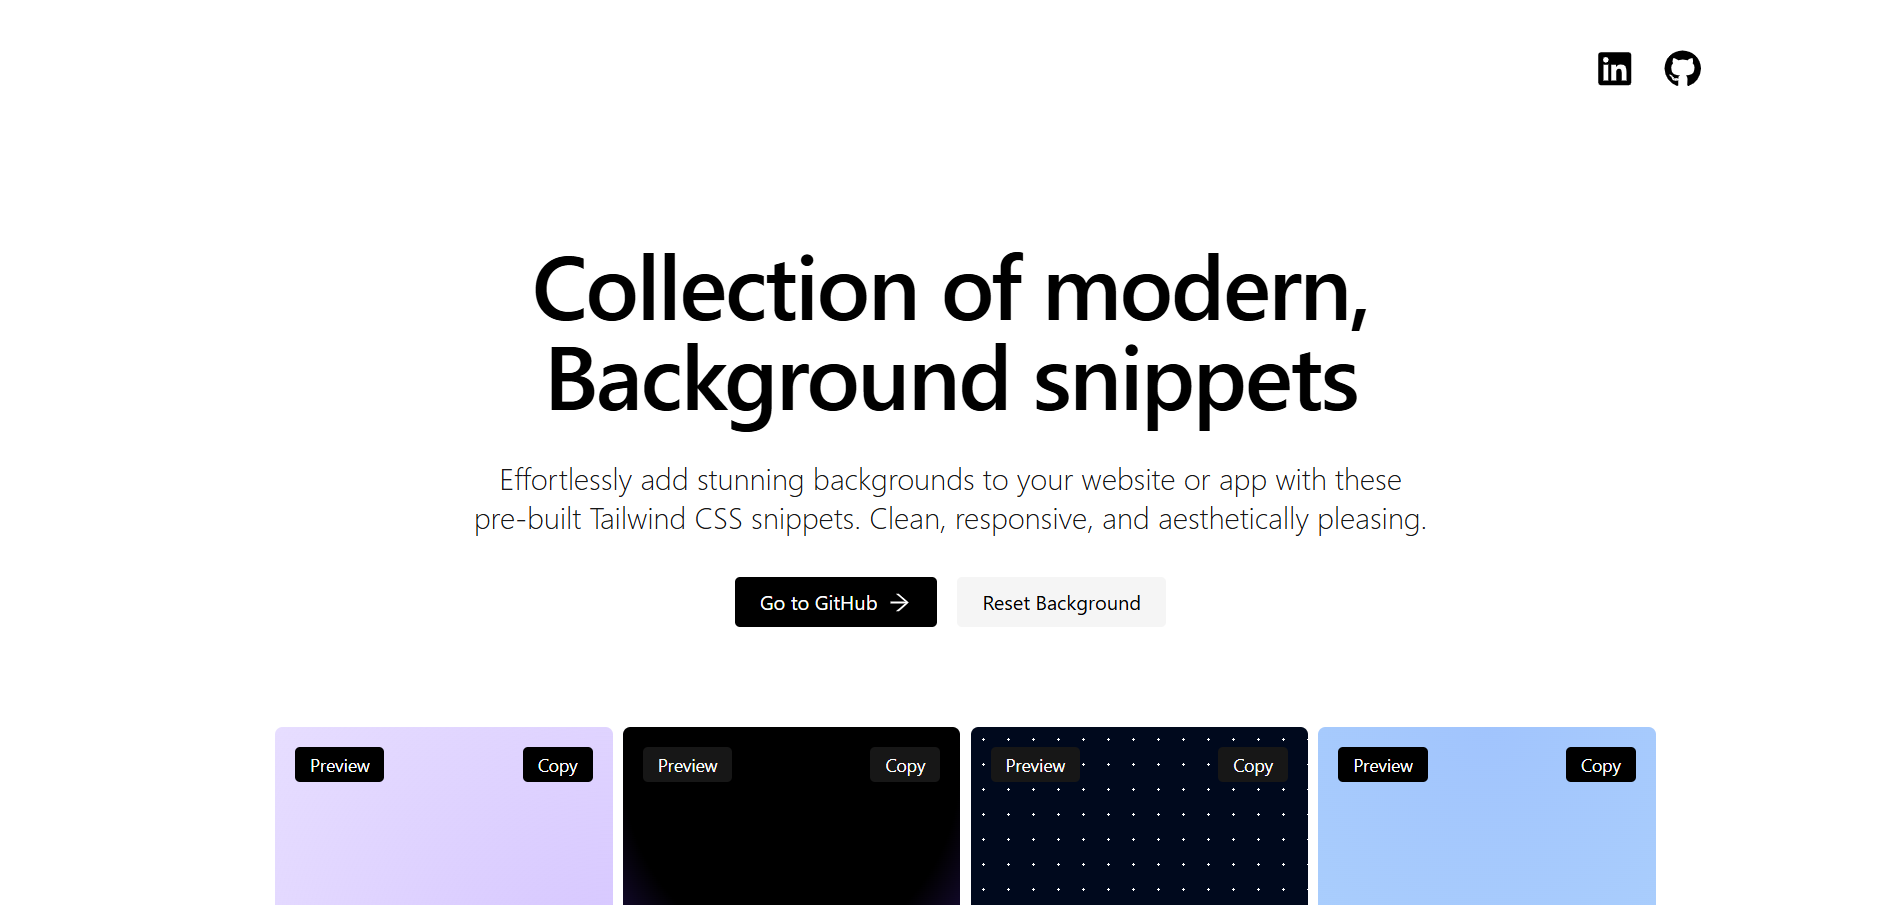 in
Collection of modern,
Background snippets
Effortlessly add stunning backgrounds to your website or app with these
pre-built Tailwind CSS snippets. Clean, responsive, and aesthetically pleasing.
Go to GitHub
Reset Background
Preview
Copy
Preview
Copy
Preview
Copy
Preview
Copy